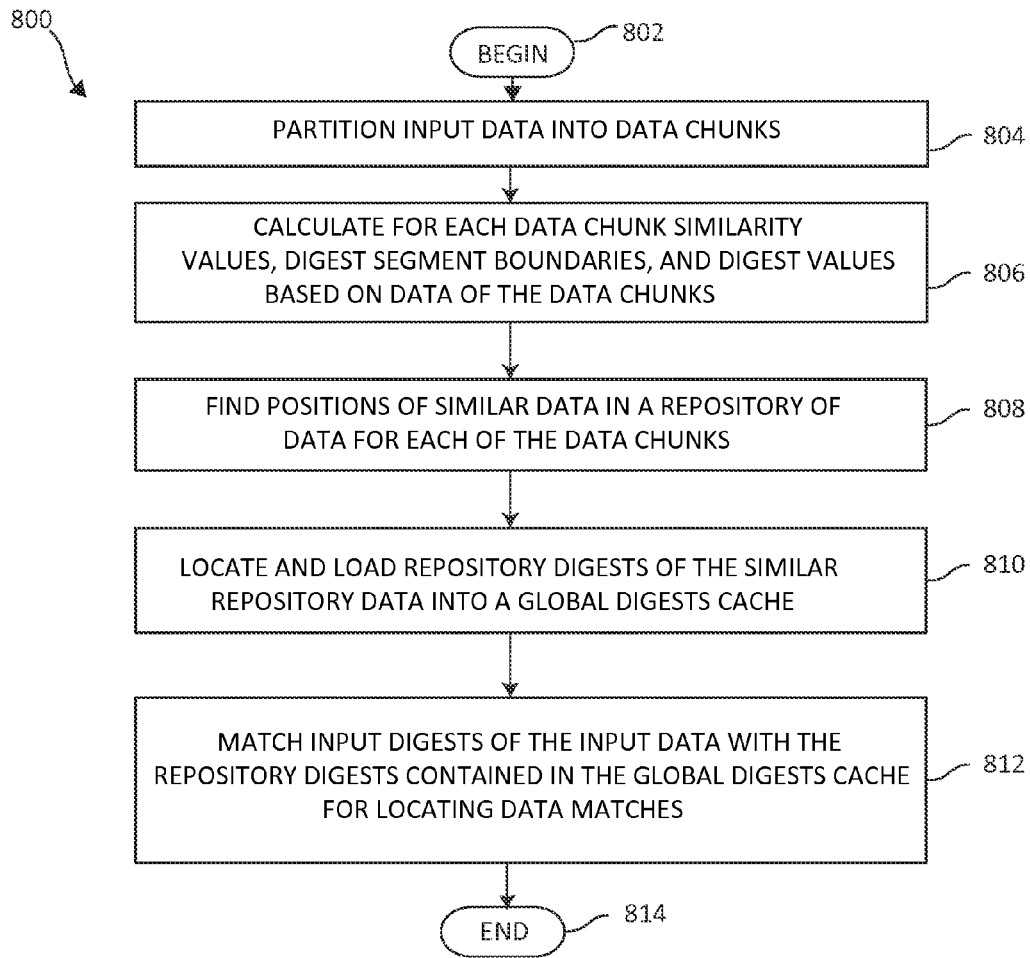 800
BEGIN
802
PARTITION INPUT DATA INTO DATA CHUNKS
804
CALCULATE FOR EACH DATA CHUNK SIMILARITY
VALUES, DIGEST SEGMENT BOUNDARIES, AND DIGEST VALUES
BASED ON DATA OF THE DATA CHUNKS
806
FIND POSITIONS OF SIMILAR DATA IN A REPOSITORY OF
DATA FOR EACH OF THE DATA CHUNKS
808
LOCATE AND LOAD REPOSITORY DIGESTS OF THE SIMILAR
REPOSITORY DATA INTO A GLOBAL DIGESTS CACHE
810
MATCH INPUT DIGESTS OF THE INPUT DATA WITH THE
REPOSITORY DIGESTS CONTAINED IN THE GLOBAL DIGESTS CACHE
FOR LOCATING DATA MATCHES
812
END
814